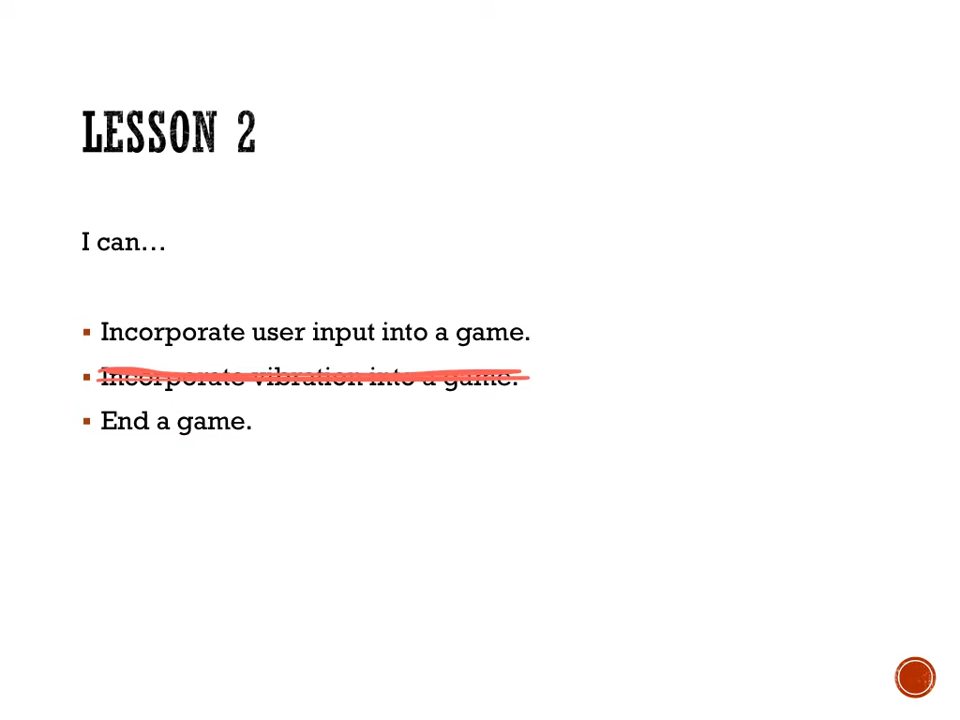 LESSON 2
I can...
▪ Incorporate user input into a game.
▪ Incorporate vibration into a game.
▪ End a game.